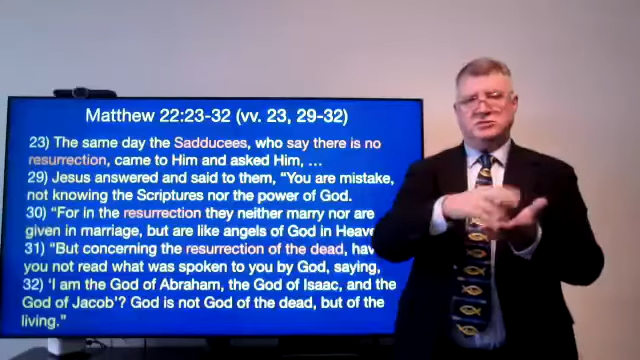 Matthew 22:23-32 (vv. 23, 29-32)
23) The same day the Sadducees, who say there is no
resurrection, came to Him and asked Him, ...
29) Jesus answered and said to them, “You are mistake,
not knowing the Scriptures nor the power of God.
30) “For in the resurrection they neither marry nor are
given in marriage, but are like angels of God in Heave
31) “But concerning the resurrection of the dead, hav
you not read what was spoken to you by God, saying,
32) ‘I am the God of Abraham, the God of Isaac, and the
God of Jacob’? God is not God of the dead, but of the
living.”